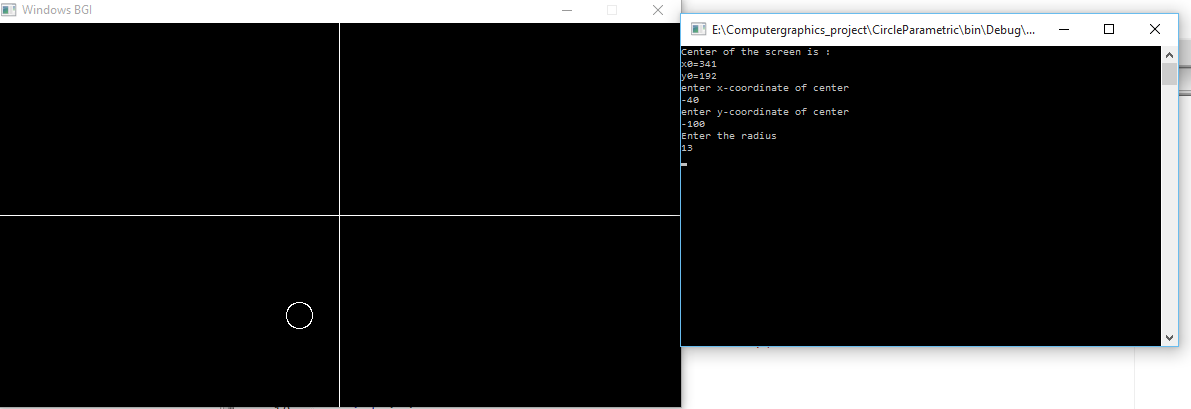 Windows BGI
E:\Computergraphics_project\CircleParametric\bin\Debug\...
Center of the screen is :
x0=341
y0=192
enter x-coordinate of center
-40
enter y-coordinate of center
-100
Enter the radius
13